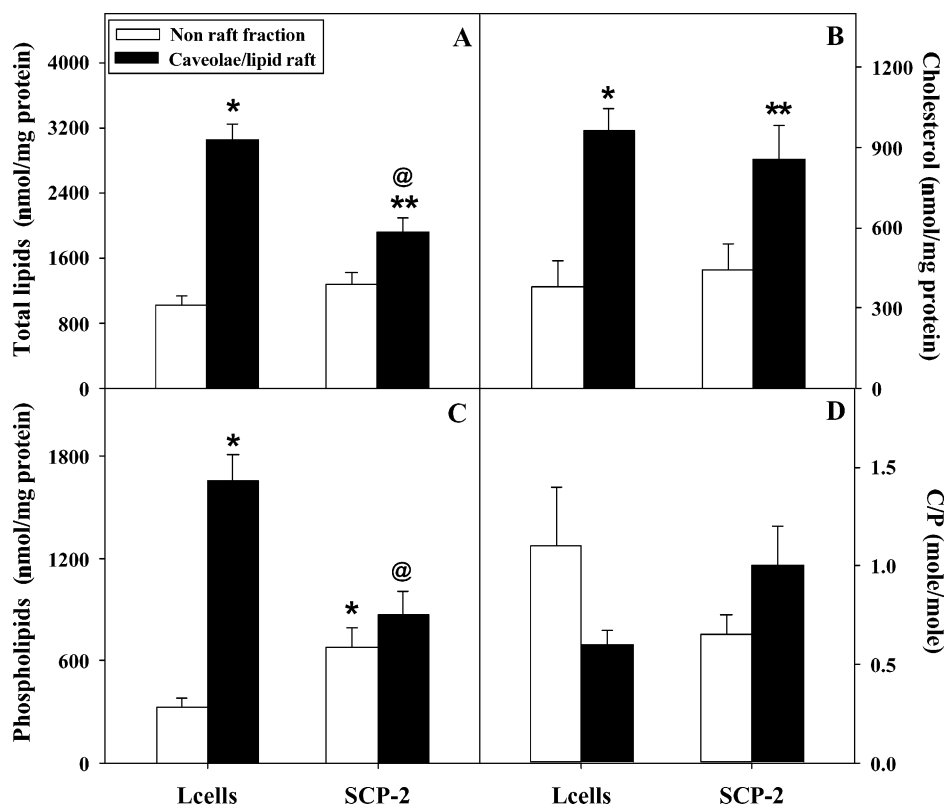 Non raft fraction
Caveolae/lipid raft
A
Total lipids (nmol/mg protein)
4000
3200
2400
1600
800
0
*
@
**
B
Cholesterol (nmol/mg protein)
1200
900
600
300
0
*
**
C
Phospholipids (nmol/mg protein)
1800
1200
600
0
*
*
@
Lcells
SCP-2
D
C/P (mole/mole)
1.5
1.0
0.5
0.0
Lcells
SCP-2